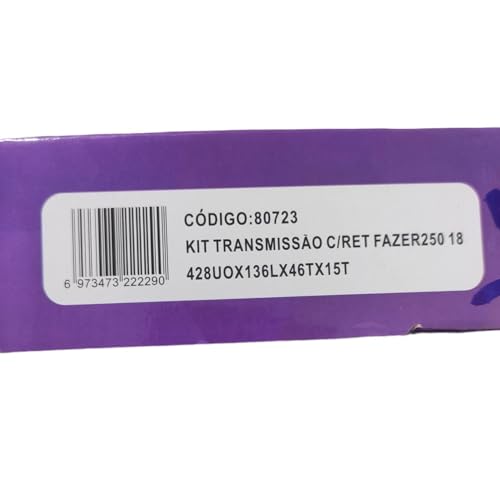 CÓDIGO:80723
KIT TRANSMISSÃO C/RET FAZER250 18
428UOX136LX46TX15T
6 973473 222290